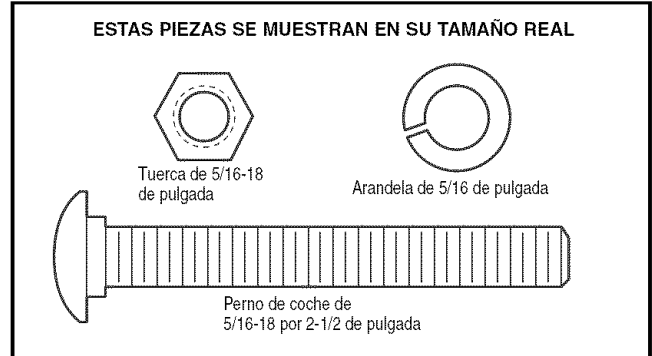 ESTAS PIEZAS SE MUESTRAN EN SU TAMAÑO REAL
Tuerca de 5/16-18
de pulgada
Arandela de 5/16 de pulgada
Perno de coche de
5/16-18 por 2-1/2 de pulgada